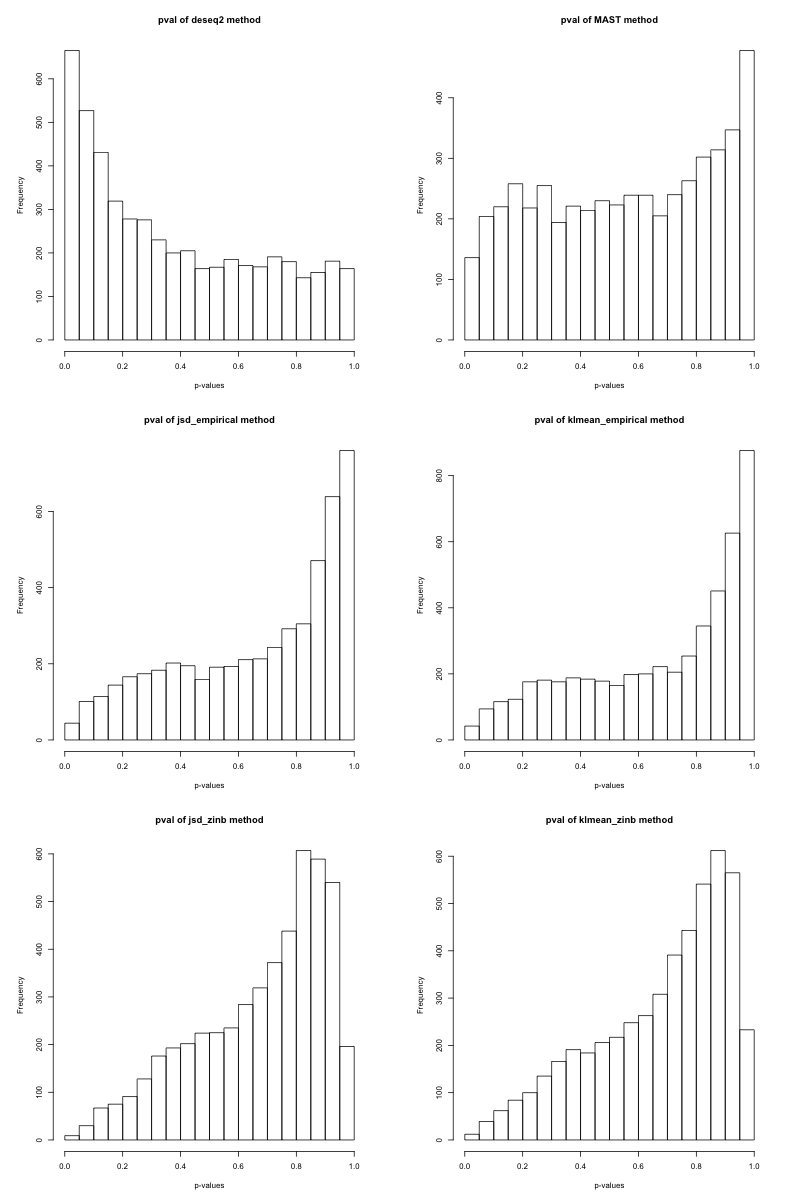 pval of deseq2 method
Frequency
0 100 200 300 400 500 600
0.0 0.2 0.4 0.6 0.8 1.0
p-values
pval of MAST method
Frequency
0 100 200 300 400
0.0 0.2 0.4 0.6 0.8 1.0
p-values
pval of jsd_empirical method
Frequency
0 200 400 600
0.0 0.2 0.4 0.6 0.8 1.0
p-values
pval of klmean_empirical method
Frequency
0 200 400 600 800
0.0 0.2 0.4 0.6 0.8 1.0
p-values
pval of jsd_zinb method
Frequency
0 100 200 300 400 500 600
0.0 0.2 0.4 0.6 0.8 1.0
p-values
pval of klmean_zinb method
Frequency
0 100 200 300 400 500 600
0.0 0.2 0.4 0.6 0.8 1.0
p-values